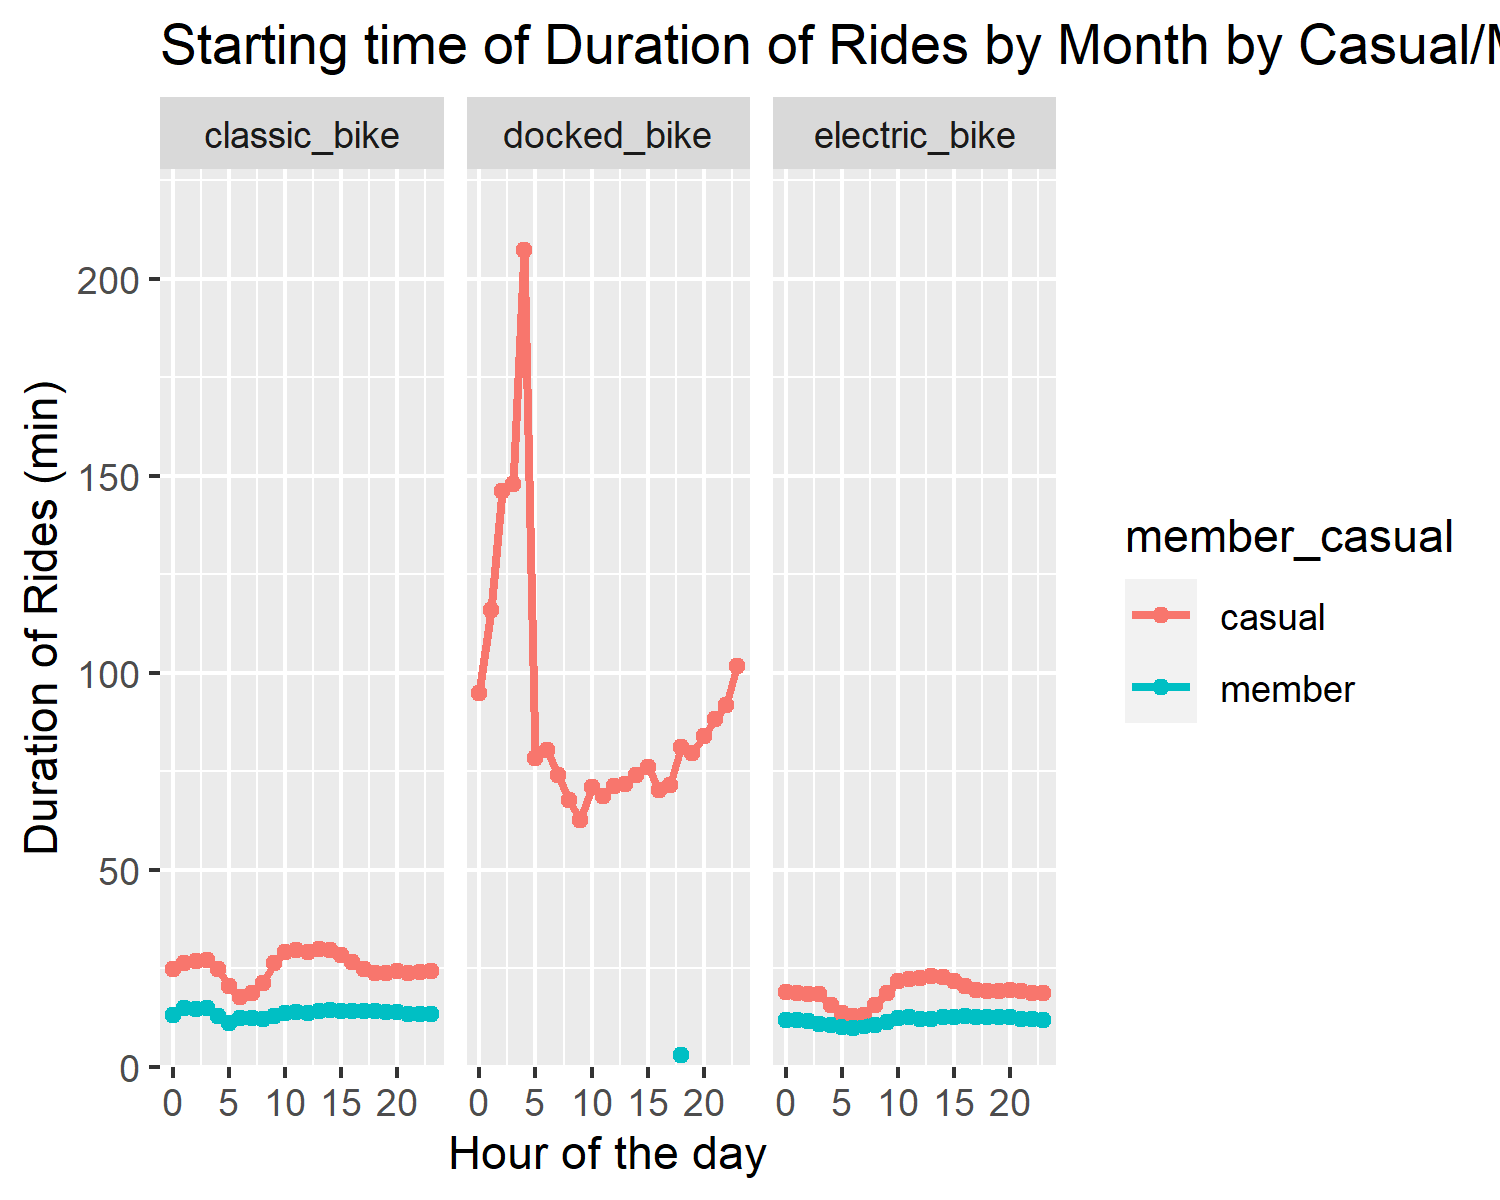 Starting time of Duration of Rides by Month by Casual/
classic_bike docked_bike electric_bike
Duration of Rides (min)
200
150
100
50
0
0 5 10 15 20 0 5 10 15 20 0 5 10 15 20
Hour of the day
member_casual
casual
member